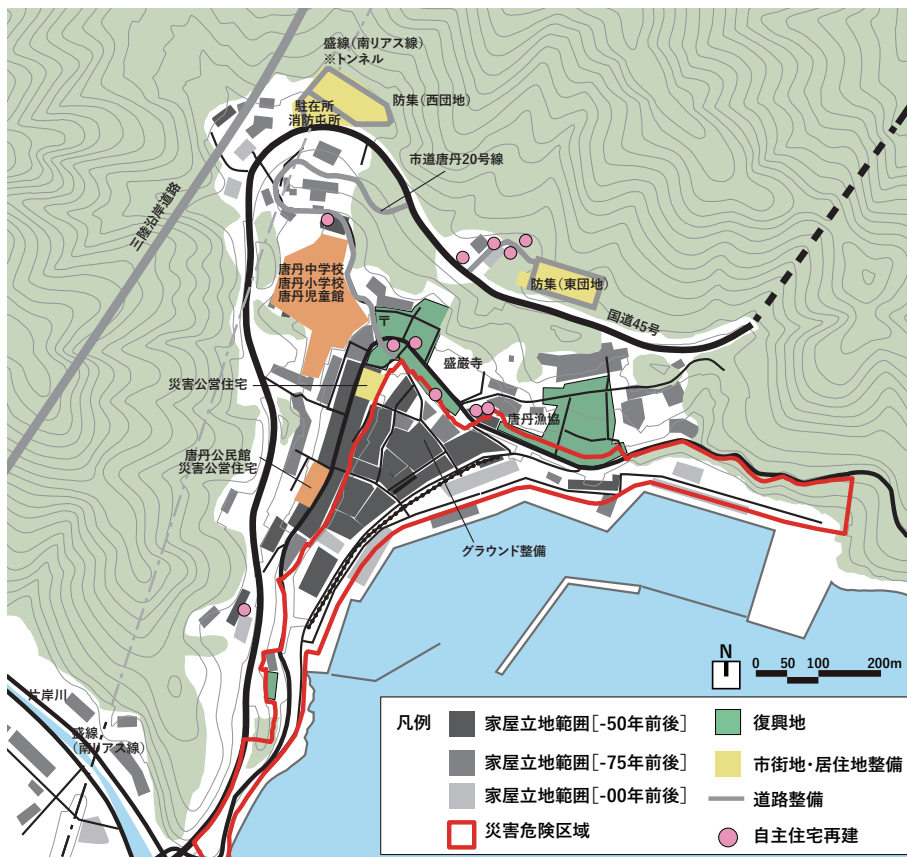 盛線(南リアス線)
※トンネル
駐在所
消防屯所
防集(西団地)
市道唐丹20号線
三陸沿岸道路
唐丹中学校
唐丹小学校
唐丹児童館
防集(東団地)
国道45号
〒
盛巌寺
災害公営住宅
唐丹漁協
唐丹公民館
災害公営住宅
グラウンド整備
片岸川
盛線
(南リアス線)
N
0 50 100 200m
凡例
家屋立地範囲[-50年前後]
家屋立地範囲[-75年前後]
家屋立地範囲[-00年前後]
災害危険区域
復興地
市街地・居住地整備
道路整備
自主住宅再建